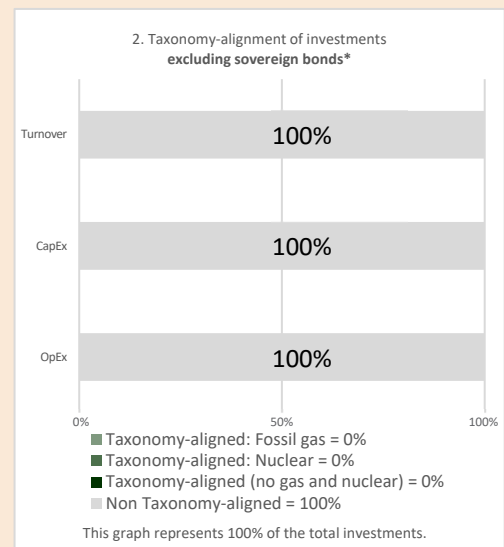 2. Taxonomy-alignment of investments
excluding sovereign bonds*
Turnover
100%
CapEx
100%
OpEx
100%
0%
50%
100%
Taxonomy-aligned: Fossil gas = 0%
Taxonomy-aligned: Nuclear = 0%
Taxonomy-aligned (no gas and nuclear) = 0%
Non Taxonomy-aligned = 100%
This graph represents 100% of the total investments.